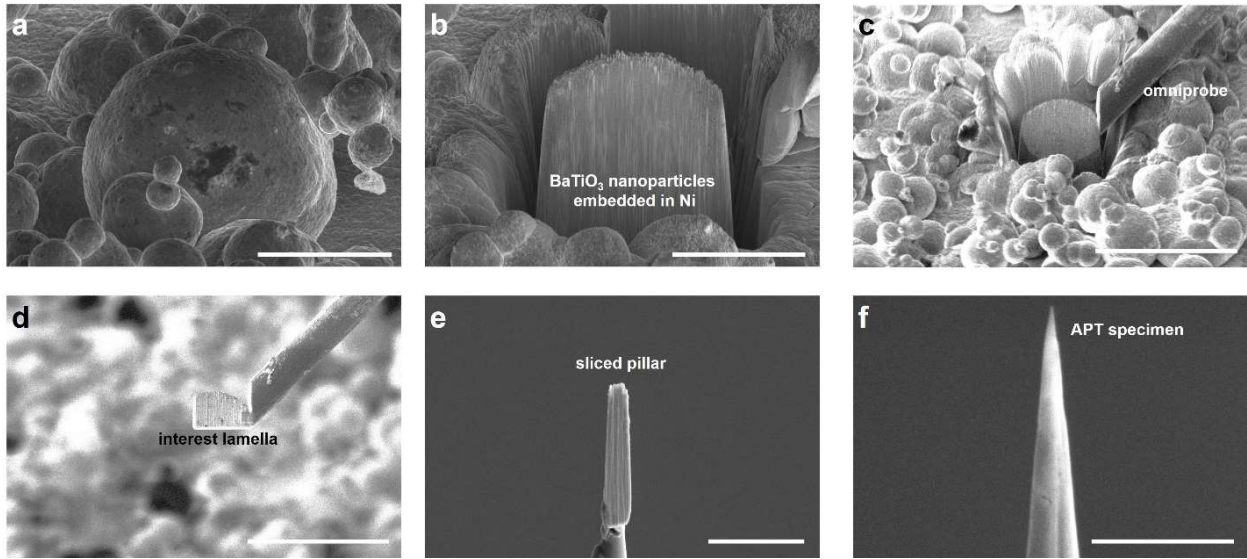 a
b
BaTiO₃ nanoparticles
embedded in Ni
c
omniprobe
d
interest lamella
e
sliced pillar
f
APT specimen